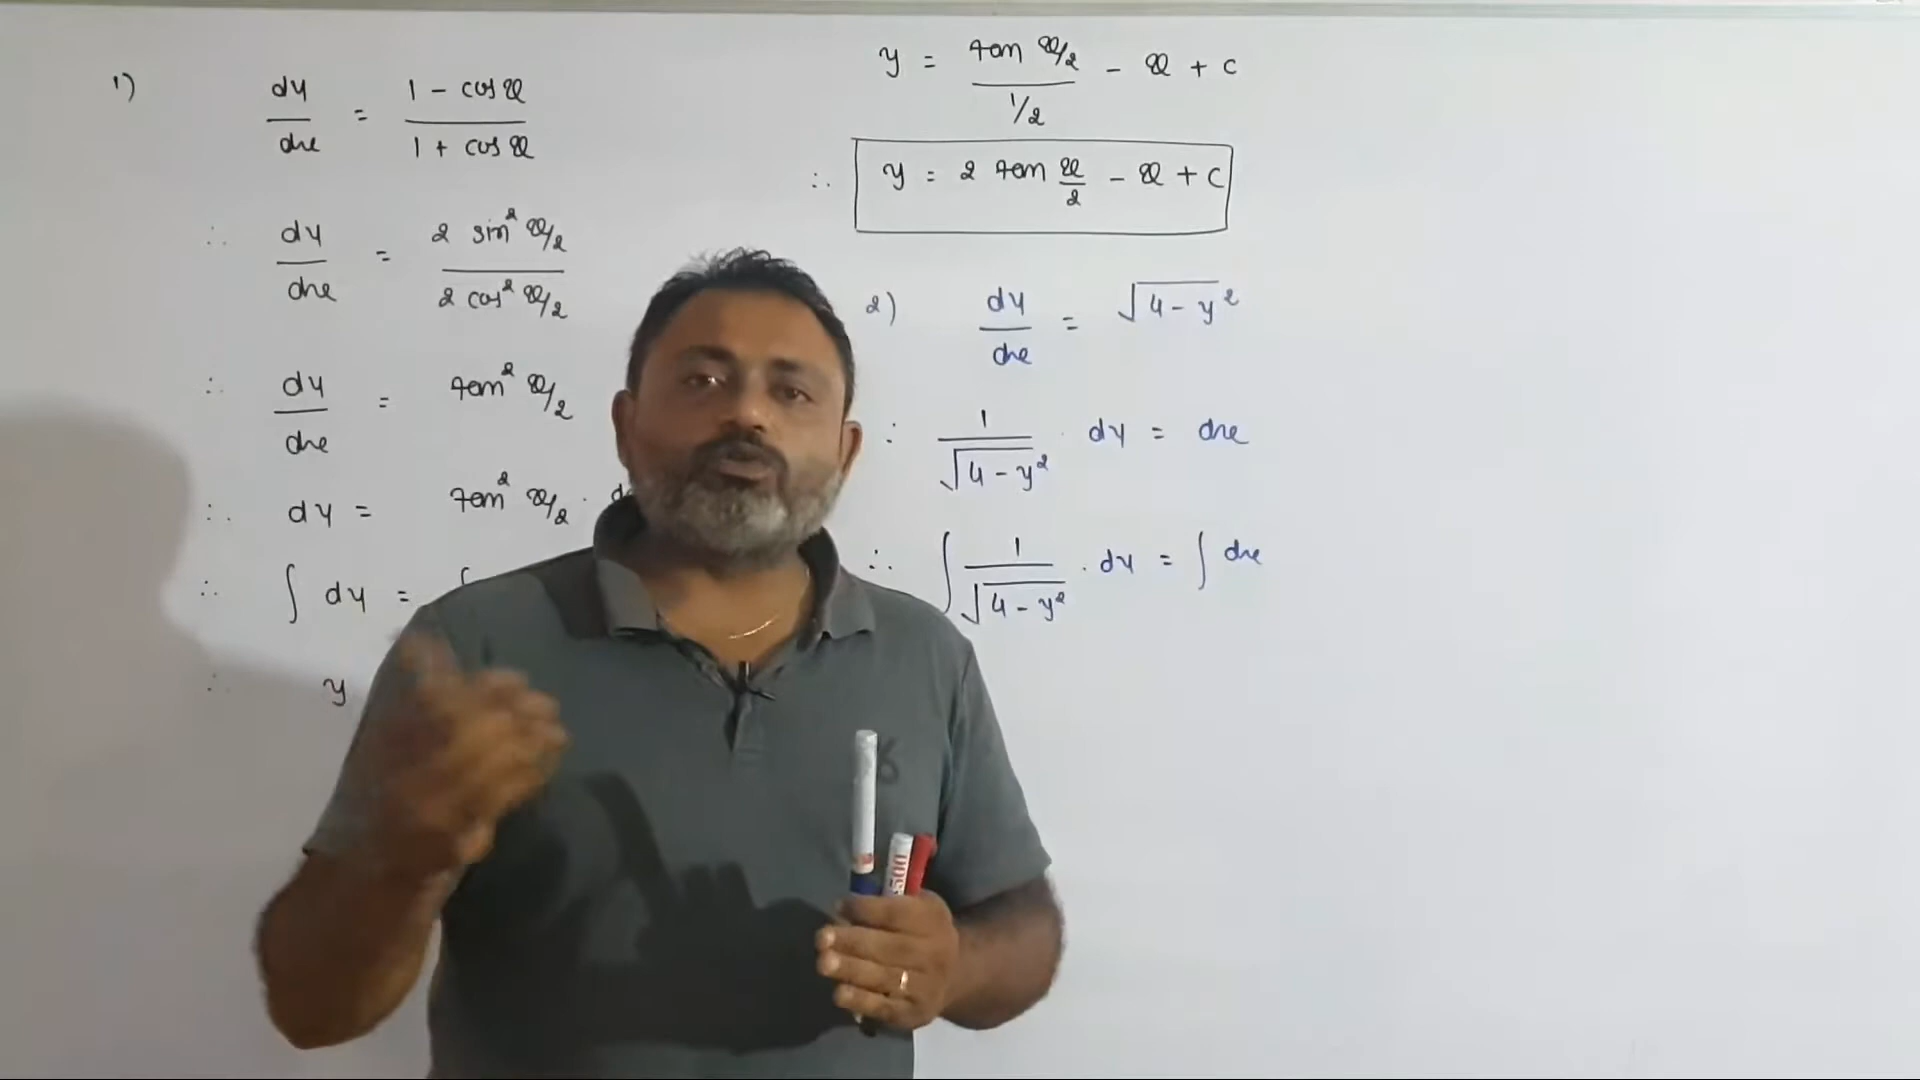 1) dy/dx = (1 - cos x)/(1 + cos x)
∴ dy/dx = (2 sin² x/2)/(2 cos² x/2)
∴ dy/dx = tan² x/2
∴ dy = tan² x/2 ·
∴ ∫ dy =
∴ y
y = (tan x/2)/(1/2) - x + c
∴ y = 2 tan x/2 - x + c
2) dy/dx = √(4 - y²)
∴ 1/√(4 - y²) · dy = dx
∴ ∫ 1/√(4 - y²) · dy = ∫ dx
500